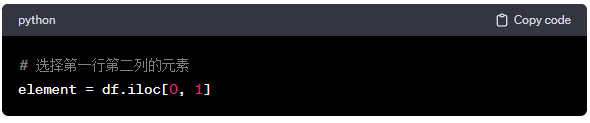 python
Copy code
# 选择第一行第二列的元素
element = df.iloc[0, 1]